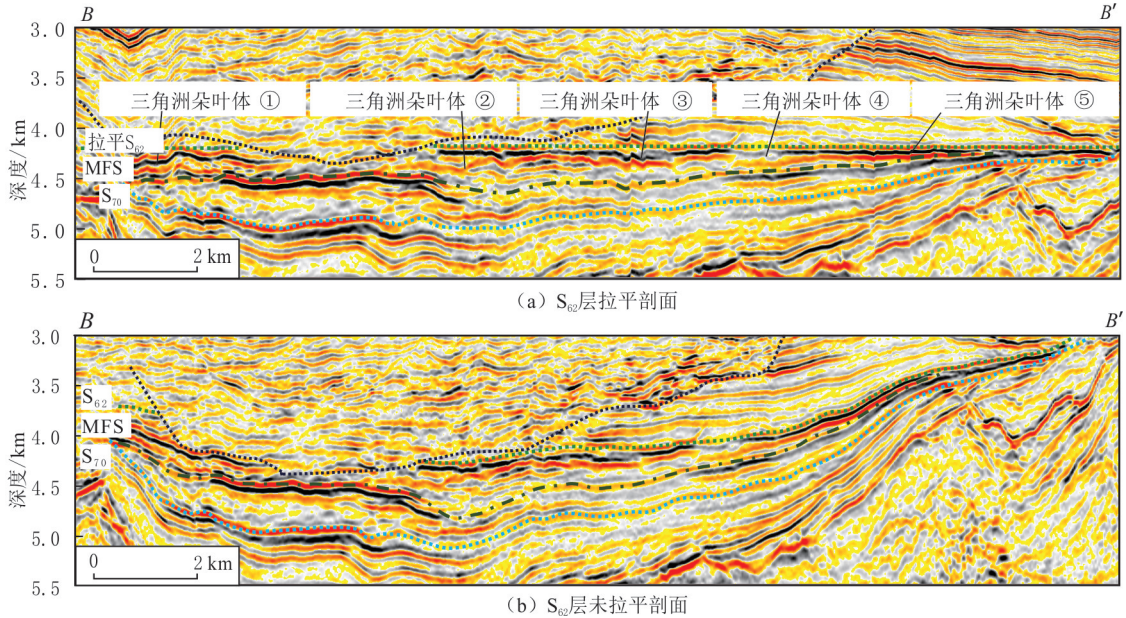 B B′
3.0
3.5
三角洲朵叶体 ① 三角洲朵叶体 ② 三角洲朵叶体 ③ 三角洲朵叶体 ④ 三角洲朵叶体 ⑤
4.0
拉平S₆₂
MFS
4.5
S₇₀
5.0
5.5
深度/km
0 2 km
(a) S₆₂层拉平剖面
B B′
3.0
3.5
S₆₂
MFS
4.0
S₇₀
4.5
5.0
5.5
深度/km
0 2 km
(b) S₆₂层未拉平剖面